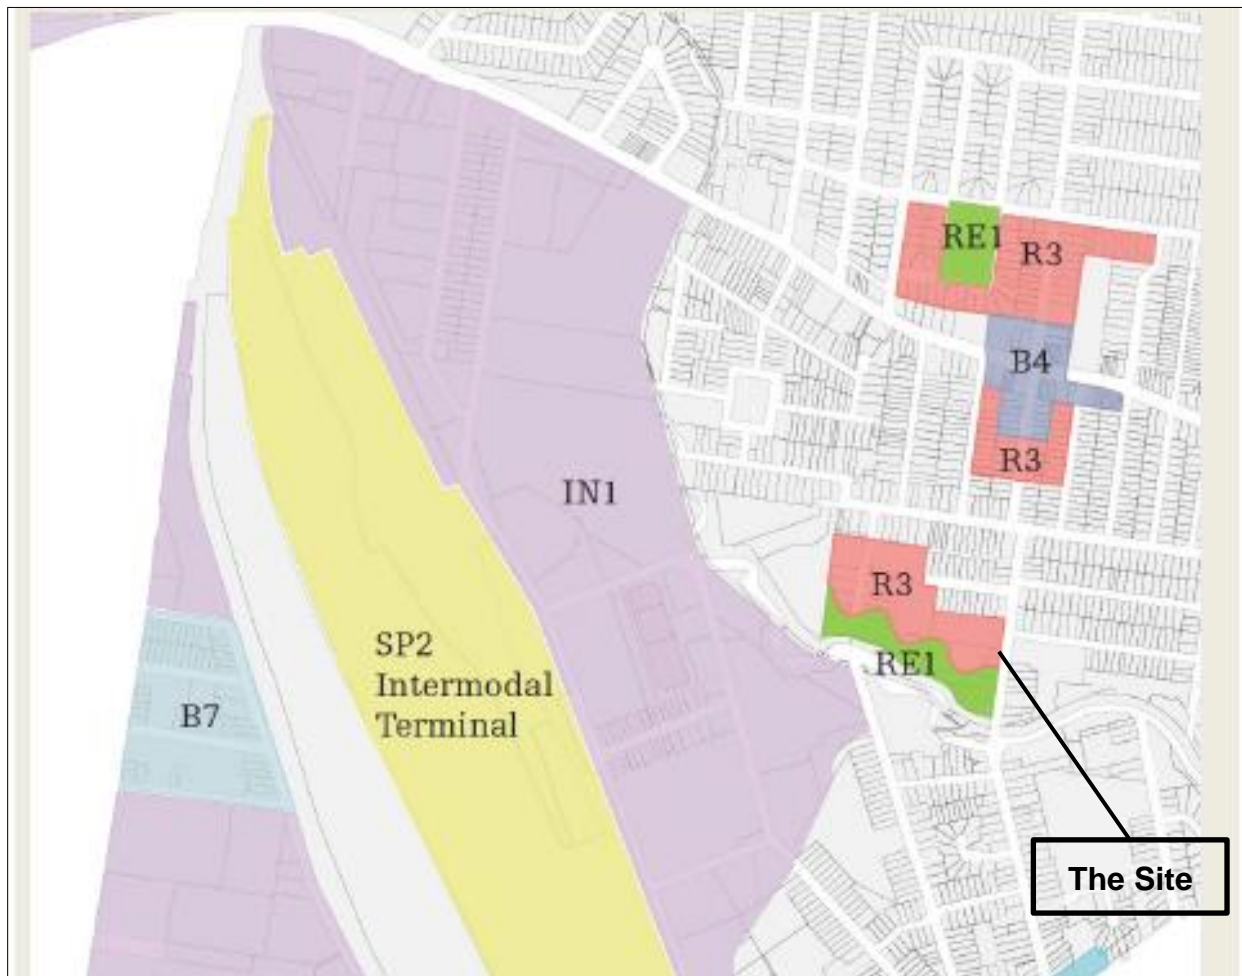 RE1
R3
B4
R3
IN1
R3
SP2
Intermodal
Terminal
RE1
B7
The Site